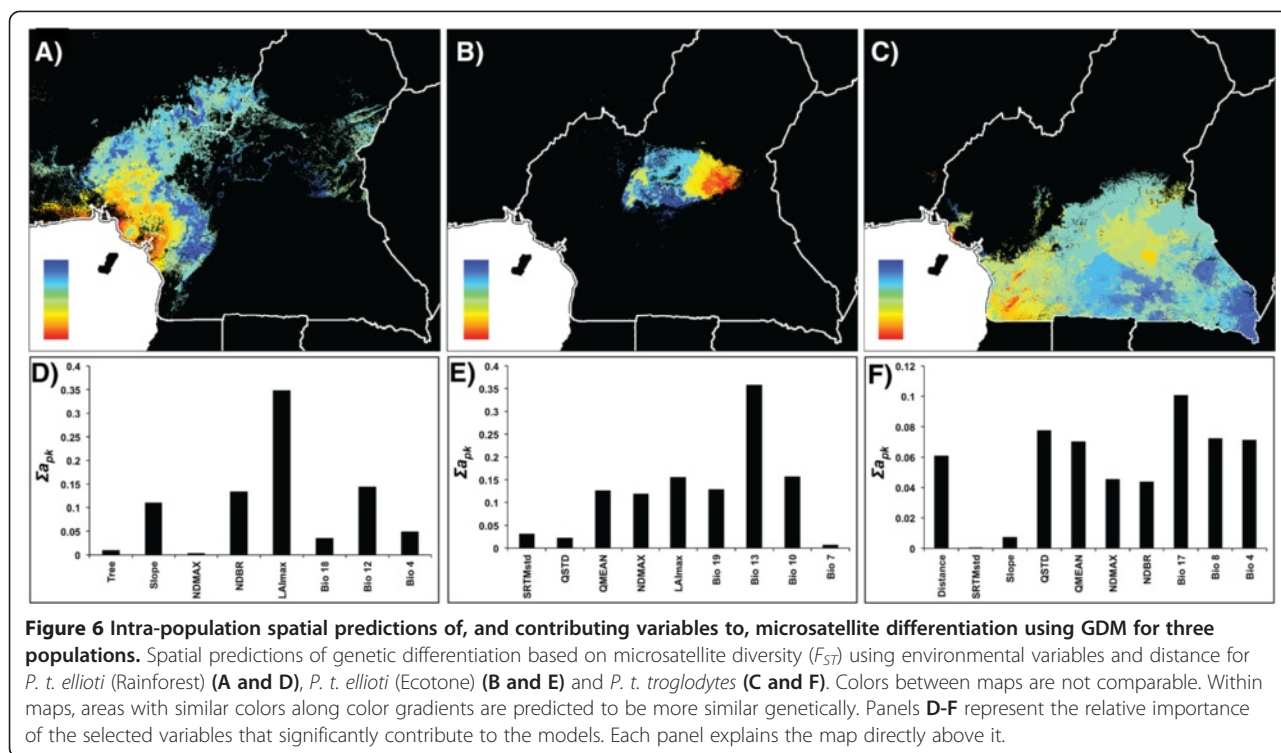 A)
B)
C)
D)
0.4
0.35
0.3
0.25
0.2
0.15
0.1
0.05
0
Σa_pk
Tree
Slope
NDMAX
NDBR
LAImax
Bio 18
Bio 12
Bio 4
E)
0.4
0.35
0.3
0.25
0.2
0.15
0.1
0.05
0
Σa_pk
SRTMstd
QSTD
QMEAN
NDMAX
LAImax
Bio 19
Bio 13
Bio 10
Bio 7
F)
0.12
0.1
0.08
0.06
0.04
0.02
0
Σa_pk
Distance
SRTMstd
Slope
QSTD
QMEAN
NDMAX
NDBR
Bio 17
Bio 8
Bio 4
Figure 6 Intra-population spatial predictions of, and contributing variables to, microsatellite differentiation using GDM for three
populations. Spatial predictions of genetic differentiation based on microsatellite diversity (F_ST) using environmental variables and distance for
P. t. ellioti (Rainforest) (A and D), P. t. ellioti (Ecotone) (B and E) and P. t. troglodytes (C and F). Colors between maps are not comparable. Within
maps, areas with similar colors along color gradients are predicted to be more similar genetically. Panels D-F represent the relative importance
of the selected variables that significantly contribute to the models. Each panel explains the map directly above it.